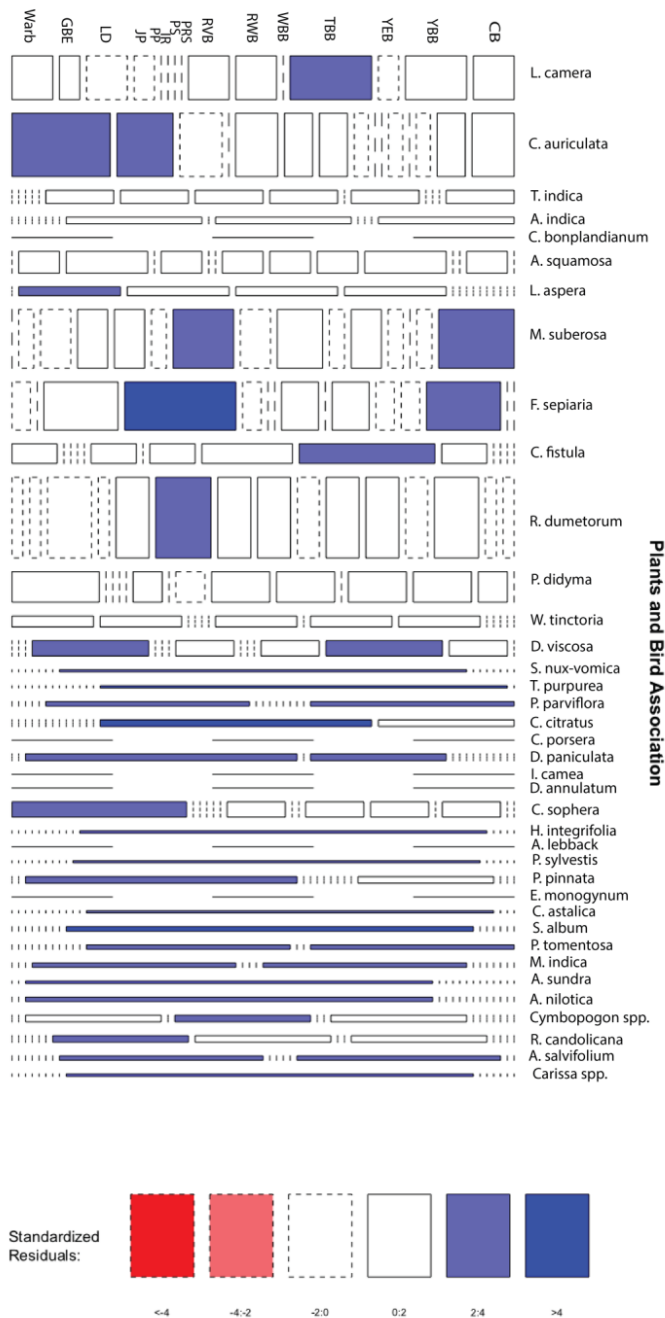 Warb
GBE
LD
JP
PP
JR
PS
PRS
RVB
RWB
WBB
TBB
YEB
YBB
CB
L. camera
C. auriculata
T. indica
A. indica
C. bonplandianum
A. squamosa
L. aspera
M. suberosa
F. sepiaria
C. fistula
R. dumetorum
P. didyma
W. tinctoria
D. viscosa
S. nux-vomica
T. purpurea
P. parviflora
C. citratus
C. porsera
D. paniculata
I. camea
D. annulatum
C. sophera
H. integrifolia
A. lebback
P. sylvestis
P. pinnata
E. monogynum
C. astalica
S. album
P. tomentosa
M. indica
A. sundra
A. nilotica
Cymbopogon spp.
R. candolicana
A. salvifolium
Carissa spp.
Plants and Bird Association
Standardized
Residuals:
<-4
-4:-2
-2:0
0:2
2:4
>4